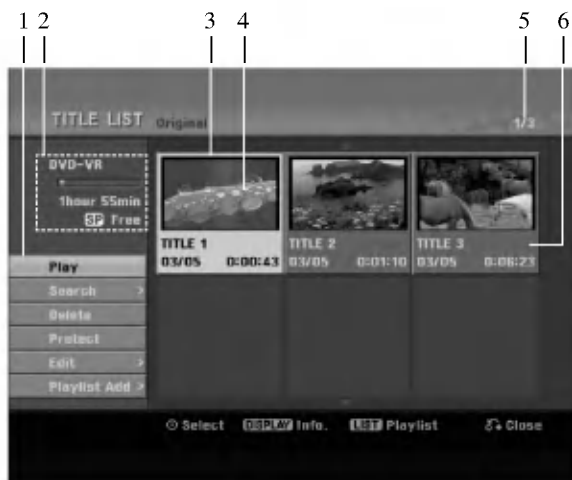 1 2 3 4 5 6
TITLE LIST Original 1/3
DVD-VR
1hour 55min
SP Free
TITLE 1
03/05 0:00:43
TITLE 2
03/05 0:01:10
TITLE 3
03/05 0:06:23
Play
Search >
Delete
Protect
Edit >
Playlist Add >
Select DISPLAY Info. LIST Playlist Close